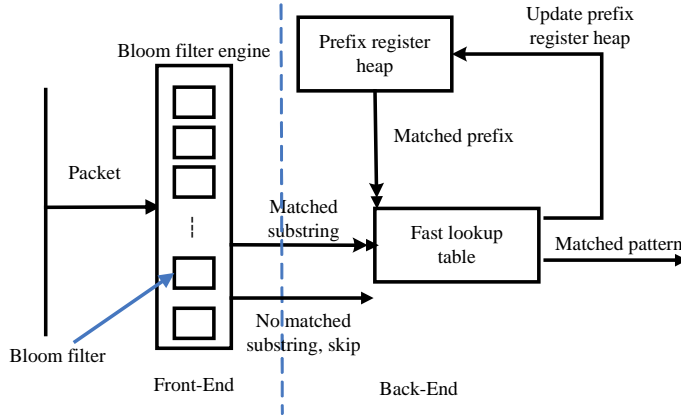 Update prefix
register heap
Bloom filter engine
Prefix register
heap
Matched prefix
Packet
Matched
substring
Fast lookup
table
Matched pattern
No matched
substring, skip
Bloom filter
Front-End
Back-End